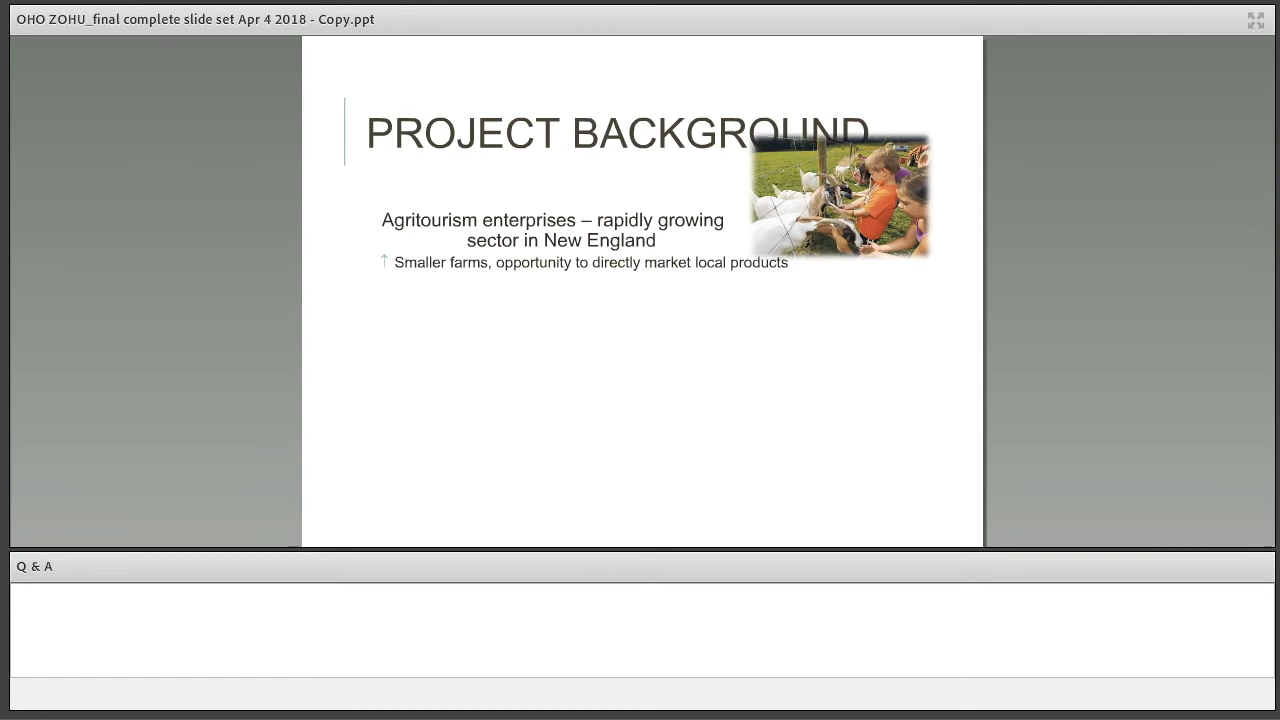 OHO ZOHU_final complete slide set Apr 4 2018 - Copy.ppt
PROJECT BACKGROUND
Agritourism enterprises – rapidly growing
sector in New England
↑ Smaller farms, opportunity to directly market local products
Q & A